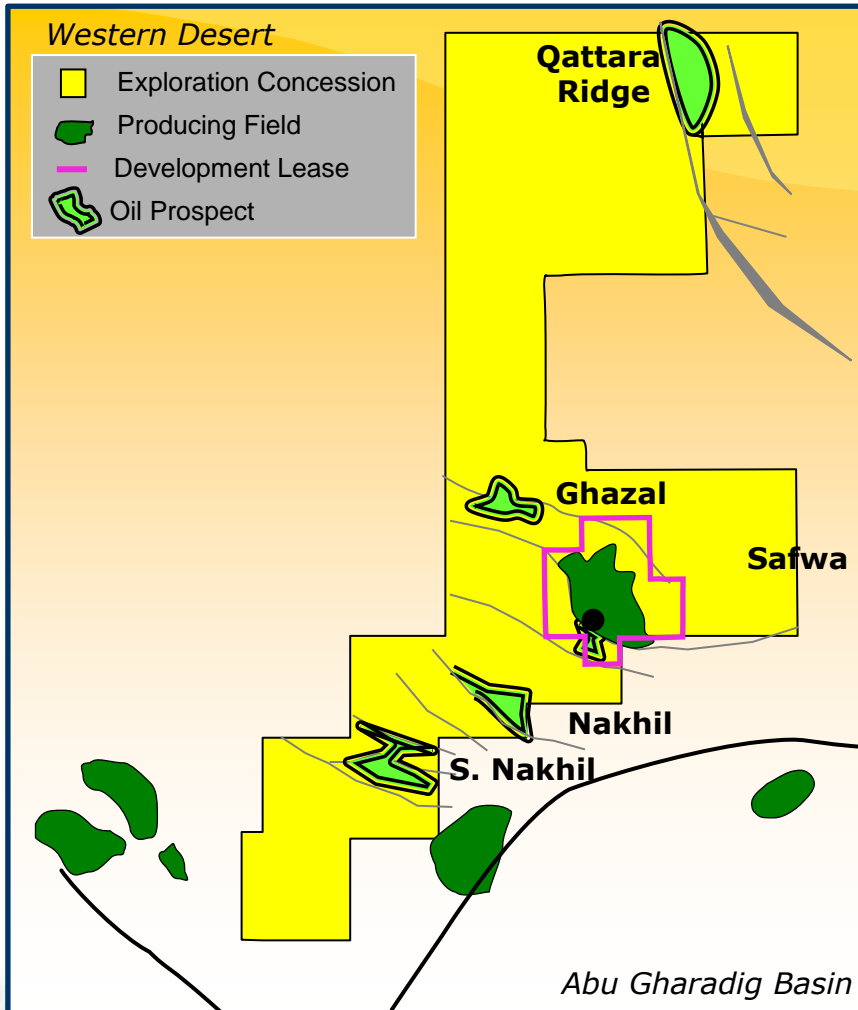 Western Desert
Exploration Concession
Producing Field
Development Lease
Oil Prospect
Qattara
Ridge
Ghazal
Safwa
Nakhil
S. Nakhil
Abu Gharadig Basin